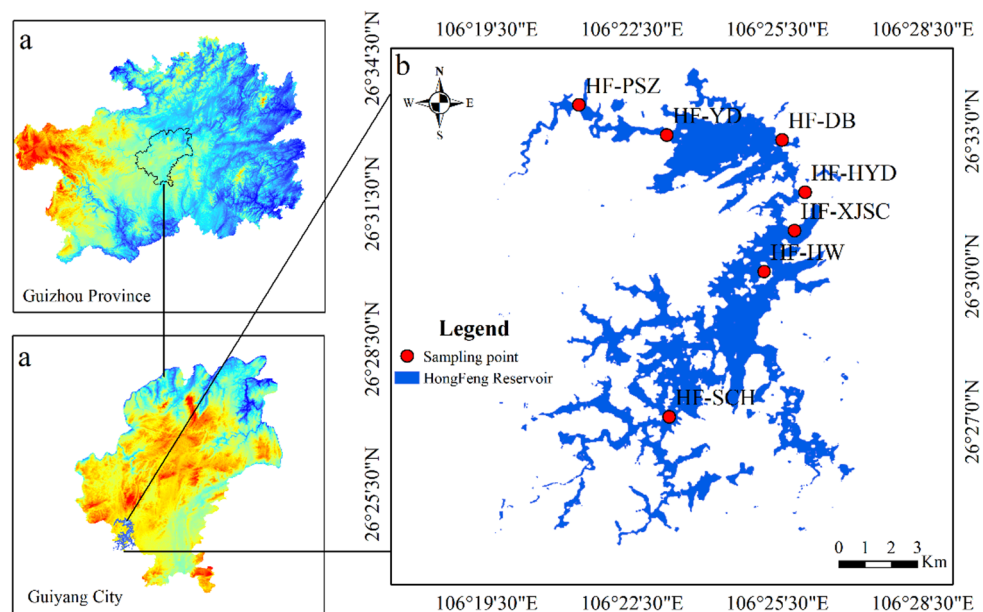 a
Guizhou Province
a
Guiyang City
106°19'30"E 106°22'30"E 106°25'30"E 106°28'30"E
26°34'30"N
26°31'30"N
26°28'30"N
26°25'30"N
b
N
W E
S
HF-PSZ
HF-YD
HF-DB
HF-HYD
HF-XJSC
HF-HW
HF-SCH
Legend
Sampling point
HongFeng Reservoir
0 1 2 3
Km
26°33'0"N
26°30'0"N
26°27'0"N
106°19'30"E 106°22'30"E 106°25'30"E 106°28'30"E